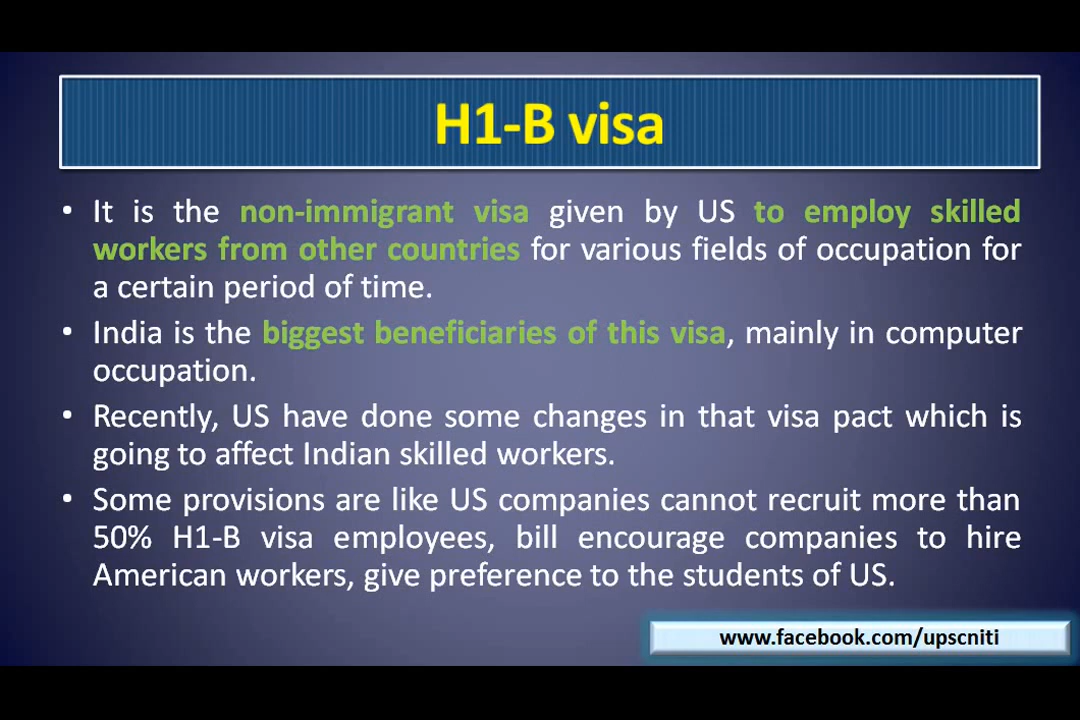 H1-B visa
• It is the non-immigrant visa given by US to employ skilled
workers from other countries for various fields of occupation for
a certain period of time.
• India is the biggest beneficiaries of this visa, mainly in computer
occupation.
• Recently, US have done some changes in that visa pact which is
going to affect Indian skilled workers.
• Some provisions are like US companies cannot recruit more than
50% H1-B visa employees, bill encourage companies to hire
American workers, give preference to the students of US.
www.facebook.com/upscniti